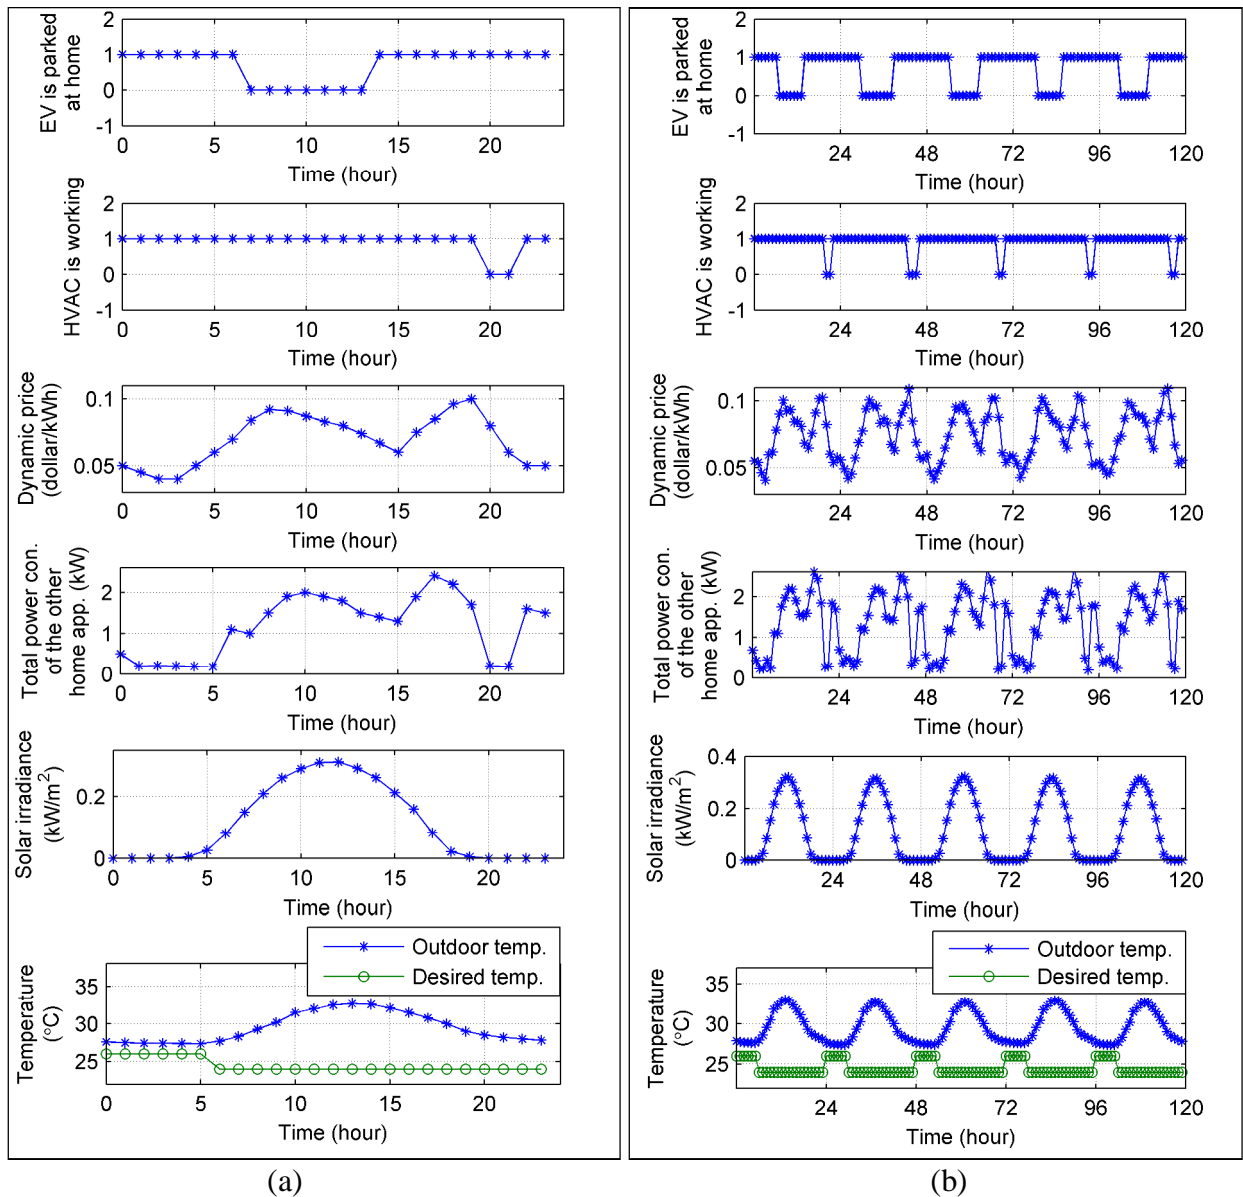 EV is parked
at home
2
1
0
-1
0 5 10 15 20
Time (hour)
HVAC is working
2
1
0
-1
0 5 10 15 20
Time (hour)
Dynamic price
(dollar/kWh)
0.1
0.05
0 5 10 15 20
Time (hour)
Total power con.
of the other
home app. (kW)
2
1
0
0 5 10 15 20
Time (hour)
Solar irradiance
(kW/m²)
0.2
0
0 5 10 15 20
Time (hour)
Outdoor temp.
Desired temp.
Temperature
(°C)
35
30
25
0 5 10 15 20
Time (hour)
(a)
EV is parked
at home
2
1
0
-1
24 48 72 96 120
Time (hour)
HVAC is working
2
1
0
-1
24 48 72 96 120
Time (hour)
Dynamic price
(dollar/kWh)
0.1
0.05
24 48 72 96 120
Time (hour)
Total power con.
of the other
home app. (kW)
2
1
0
24 48 72 96 120
Time (hour)
Solar irradiance
(kW/m²)
0.4
0.2
0
24 48 72 96 120
Time (hour)
Outdoor temp.
Desired temp.
Temperature
(°C)
35
30
25
24 48 72 96 120
Time (hour)
(b)